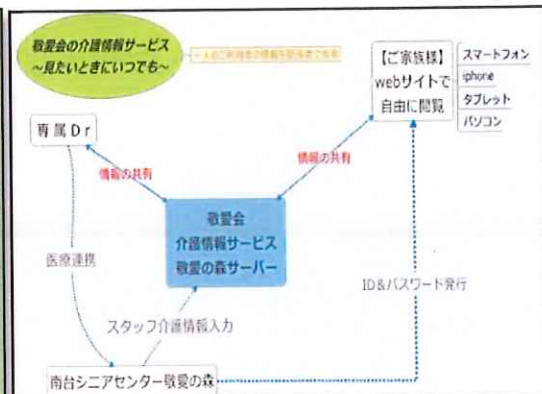 敬愛会の介護情報サービス
～見たいときにいつでも～
【ご家族様】
webサイトで
自由に閲覧
スマートフォン
iphone
タブレット
パソコン
専属Dr
情報の共有
情報の共有
敬愛会
介護情報サービス
敬愛の森サーバー
医療連携
ID&パスワード発行
スタッフ介護情報入力
南台シニアセンター敬愛の森